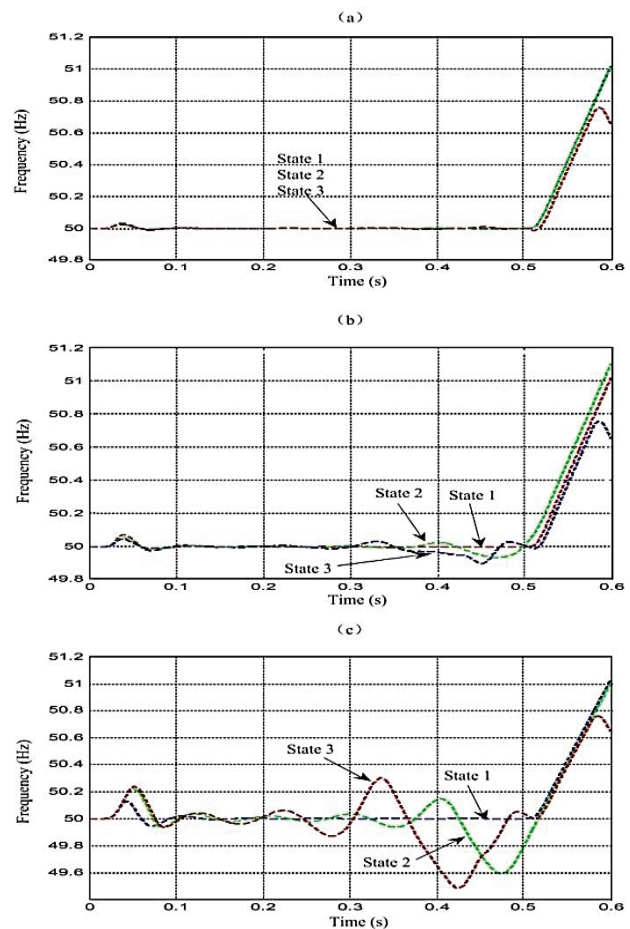 (a)
51.2
51
50.8
50.6
50.4
50.2
50
49.8
Frequency (Hz)
State 1
State 2
State 3
0
0.1
0.2
0.3
0.4
0.5
0.6
Time (s)
(b)
51.2
51
50.8
50.6
50.4
50.2
50
49.8
Frequency (Hz)
State 2
State 1
State 3
0
0.1
0.2
0.3
0.4
0.5
0.6
Time (s)
(c)
51.2
51
50.8
50.6
50.4
50.2
50
49.8
49.6
Frequency (Hz)
State 3
State 1
State 2
0
0.1
0.2
0.3
0.4
0.5
0.6
Time (s)